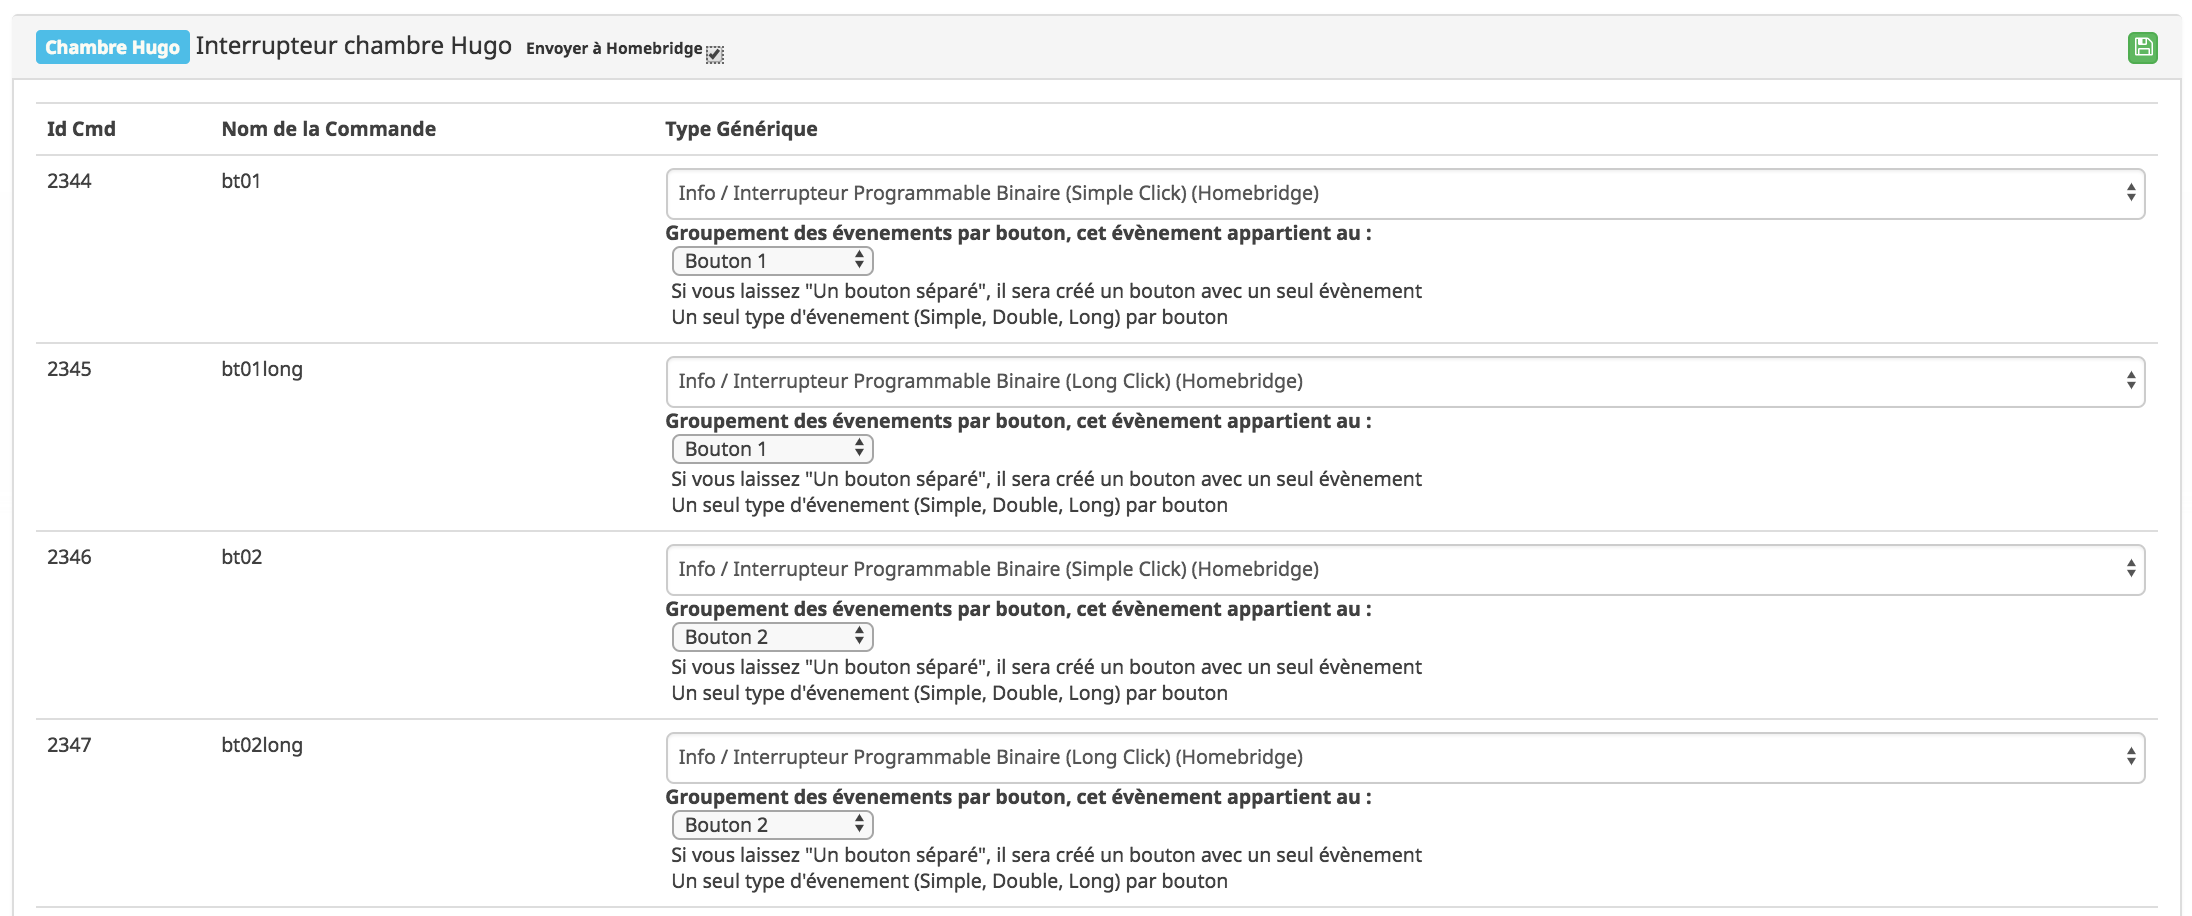 Chambre Hugo Interrupteur chambre Hugo Envoyer à Homebridge
Id Cmd Nom de la Commande Type Générique
2344 bt01 Info / Interrupteur Programmable Binaire (Simple Click) (Homebridge)
Groupement des évenements par bouton, cet évènement appartient au :
Bouton 1
Si vous laissez "Un bouton séparé", il sera créé un bouton avec un seul évènement
Un seul type d'évenement (Simple, Double, Long) par bouton
2345 bt01long Info / Interrupteur Programmable Binaire (Long Click) (Homebridge)
Groupement des évenements par bouton, cet évènement appartient au :
Bouton 1
Si vous laissez "Un bouton séparé", il sera créé un bouton avec un seul évènement
Un seul type d'évenement (Simple, Double, Long) par bouton
2346 bt02 Info / Interrupteur Programmable Binaire (Simple Click) (Homebridge)
Groupement des évenements par bouton, cet évènement appartient au :
Bouton 2
Si vous laissez "Un bouton séparé", il sera créé un bouton avec un seul évènement
Un seul type d'évenement (Simple, Double, Long) par bouton
2347 bt02long Info / Interrupteur Programmable Binaire (Long Click) (Homebridge)
Groupement des évenements par bouton, cet évènement appartient au :
Bouton 2
Si vous laissez "Un bouton séparé", il sera créé un bouton avec un seul évènement
Un seul type d'évenement (Simple, Double, Long) par bouton